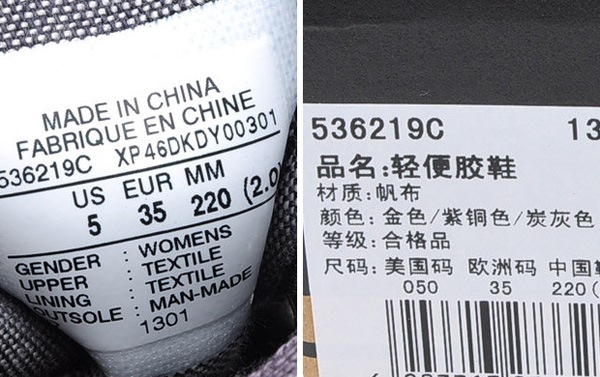 MADE IN CHINA
FABRIQUE EN CHINE
536219C XP46DKDY00301
US EUR MM
5 35 220 (2.0)
GENDER : WOMENS
UPPER : TEXTILE
LINING : TEXTILE
OUTSOLE : MAN-MADE
1301
536219C 13
品名:轻便胶鞋
材质:帆布
颜色:金色/紫铜色/炭灰色
等级:合格品
尺码:美国码 欧洲码 中国
050 35 220(